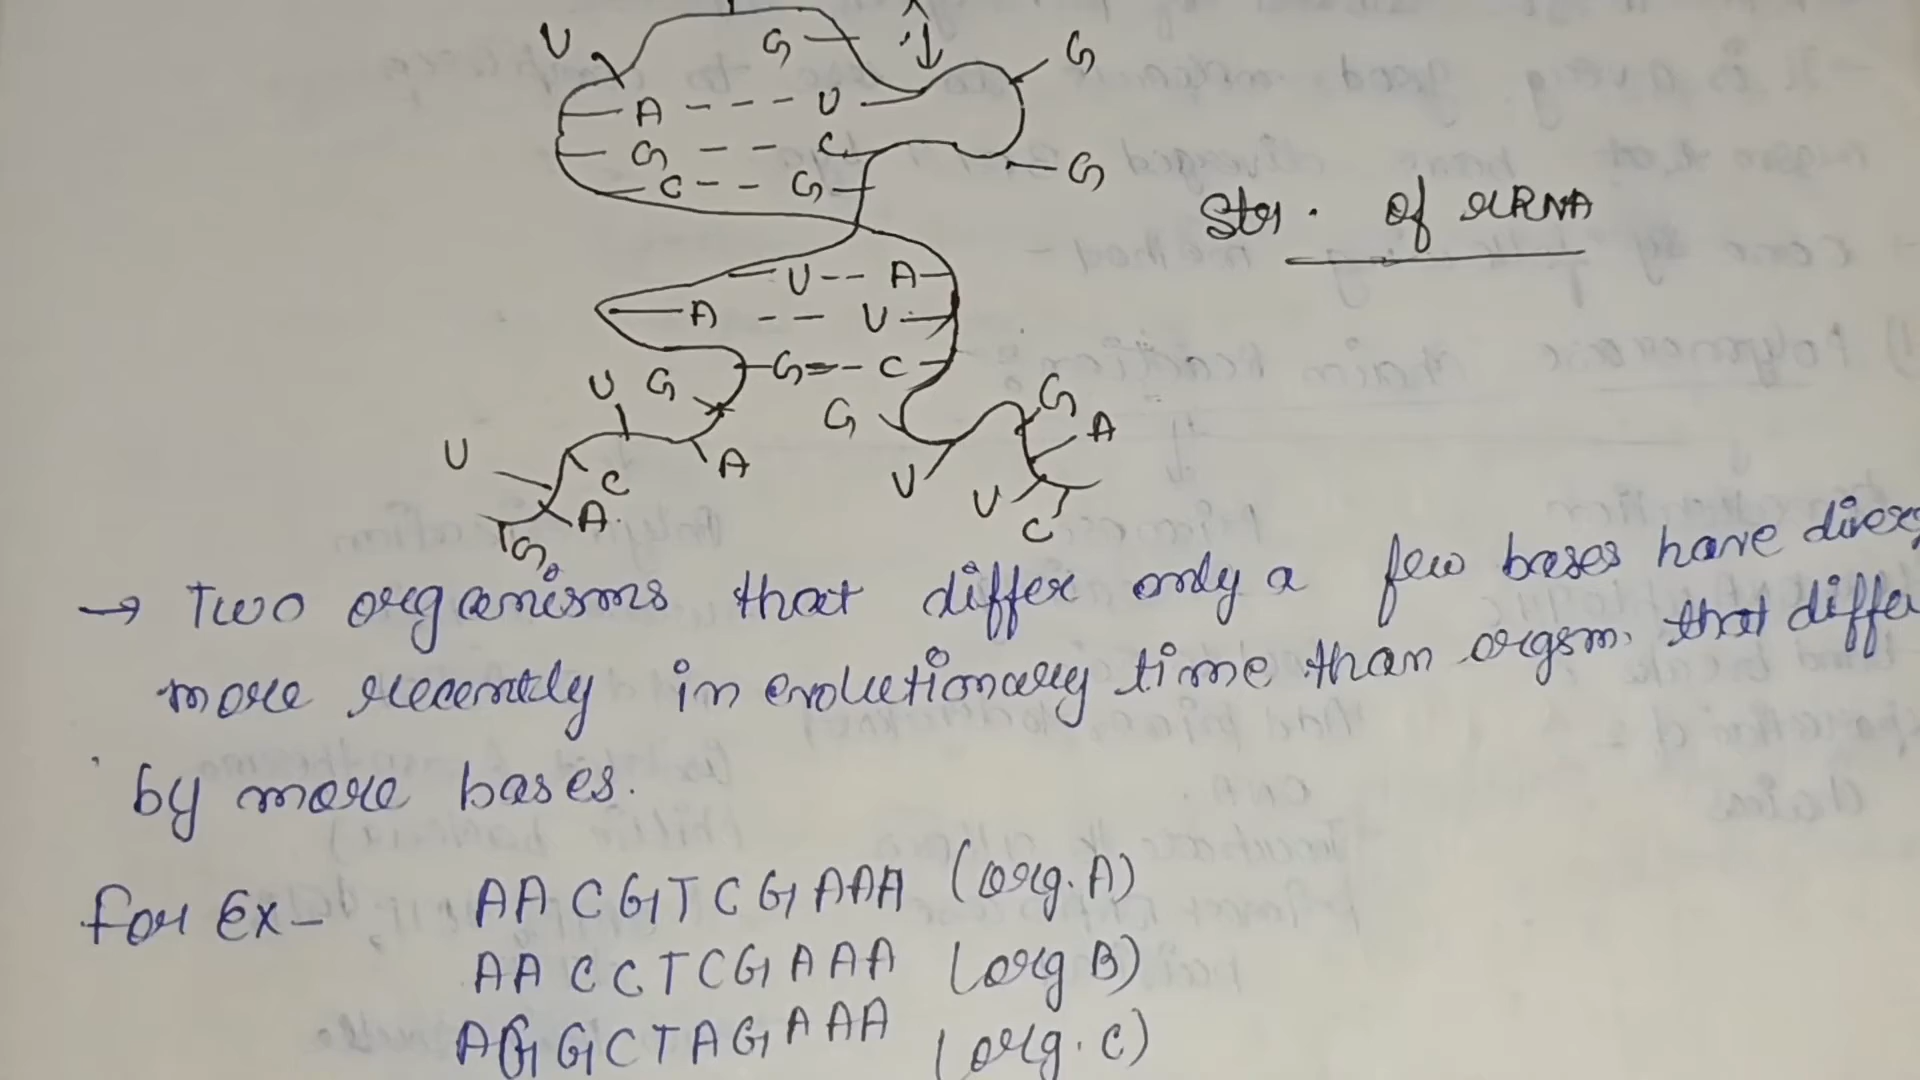 U G G
A - - - U
G - - - C G
C - - G
Str. of rRNA
U - - A
A - - U
G = - C
U G G G
U A A
C U U
A C
G
→ Two organisms that differ only a few bases have
more recently in evolutionary time than orgsm. that differ
by more bases.
For Ex - AACGTCGAAA (org. A)
AACCTCGAAA (org B)
AGGCTAGAAA (org. C)